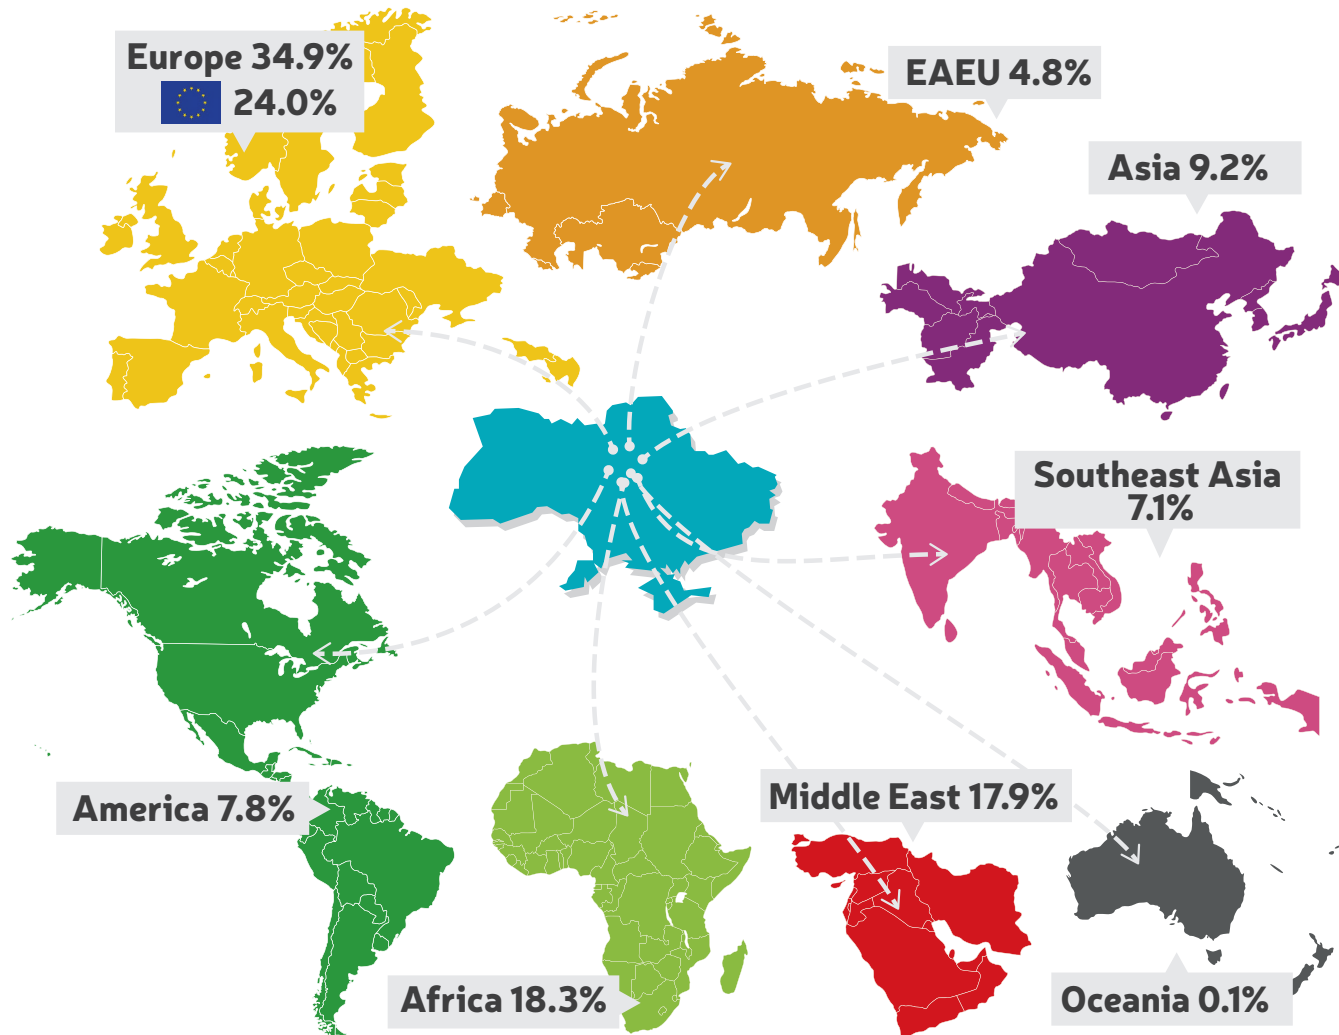 Europe 34.9%
24.0%
EAEU 4.8%
Asia 9.2%
Southeast Asia
7.1%
America 7.8%
Middle East 17.9%
Africa 18.3%
Oceania 0.1%